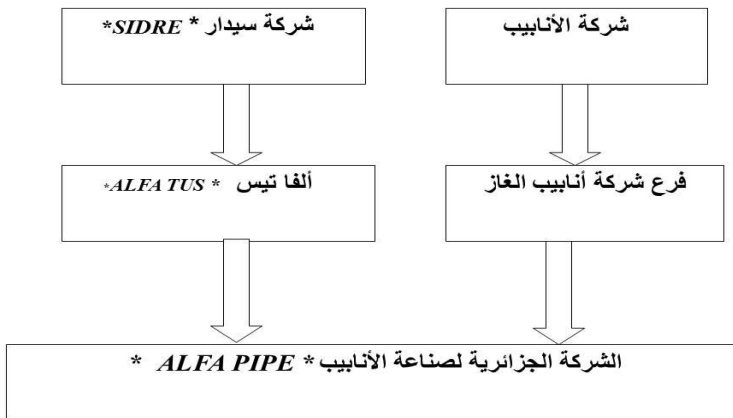 شركة الأنابيب
شركة سيدار * SIDRE*
فرع شركة أنابيب الغاز
ألفا تيس * ALFA TUS*
الشركة الجزائرية لصناعة الأنابيب * ALFA PIPE *